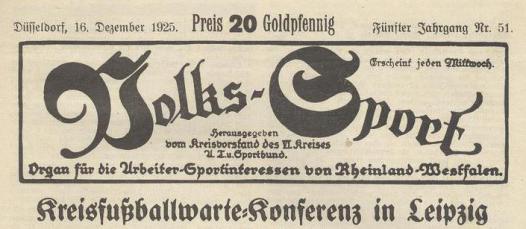 Düsseldorf, 16. Dezember 1925. Preis 20 Goldpfennig Fünfter Jahrgang Nr. 51.
Erscheint jeden Mittwoch.
Volks-Sport
Herausgegeben
vom Kreisvorstand des VI. Kreises
A. T. u. Sportbund.
Organ für die Arbeiter-Sportinteressen von Rheinland-Westfalen.
Kreisfußballwarte-Konferenz in Leipzig